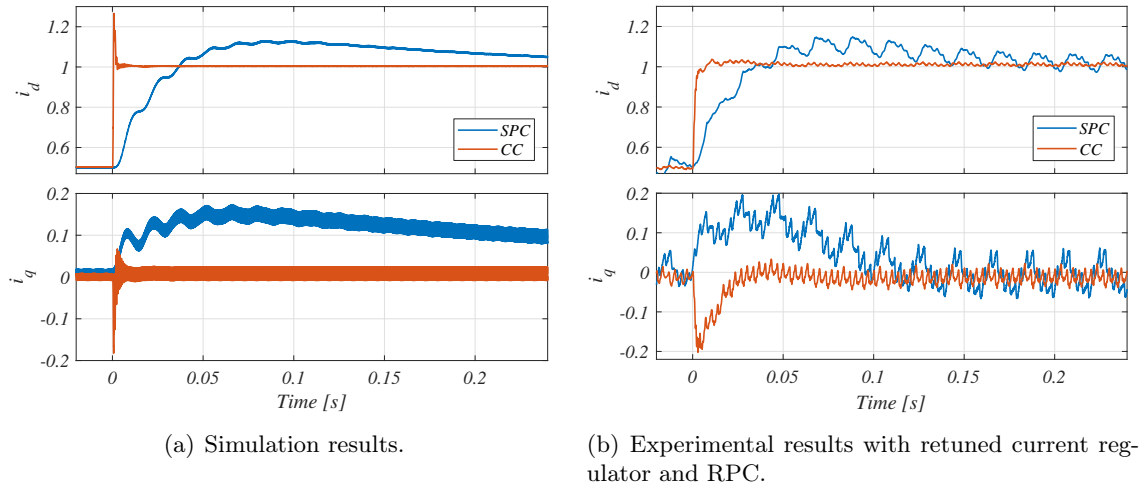 1.2
1
0.8
0.6
i_d
SPC
CC
0.2
0.1
0
-0.1
-0.2
i_q
0 0.05 0.1 0.15 0.2
Time [s]
(a) Simulation results.
1.2
1
0.8
0.6
i_d
SPC
CC
0.2
0.1
0
-0.1
-0.2
i_q
0 0.05 0.1 0.15 0.2
Time [s]
(b) Experimental results with retuned current reg-
ulator and RPC.